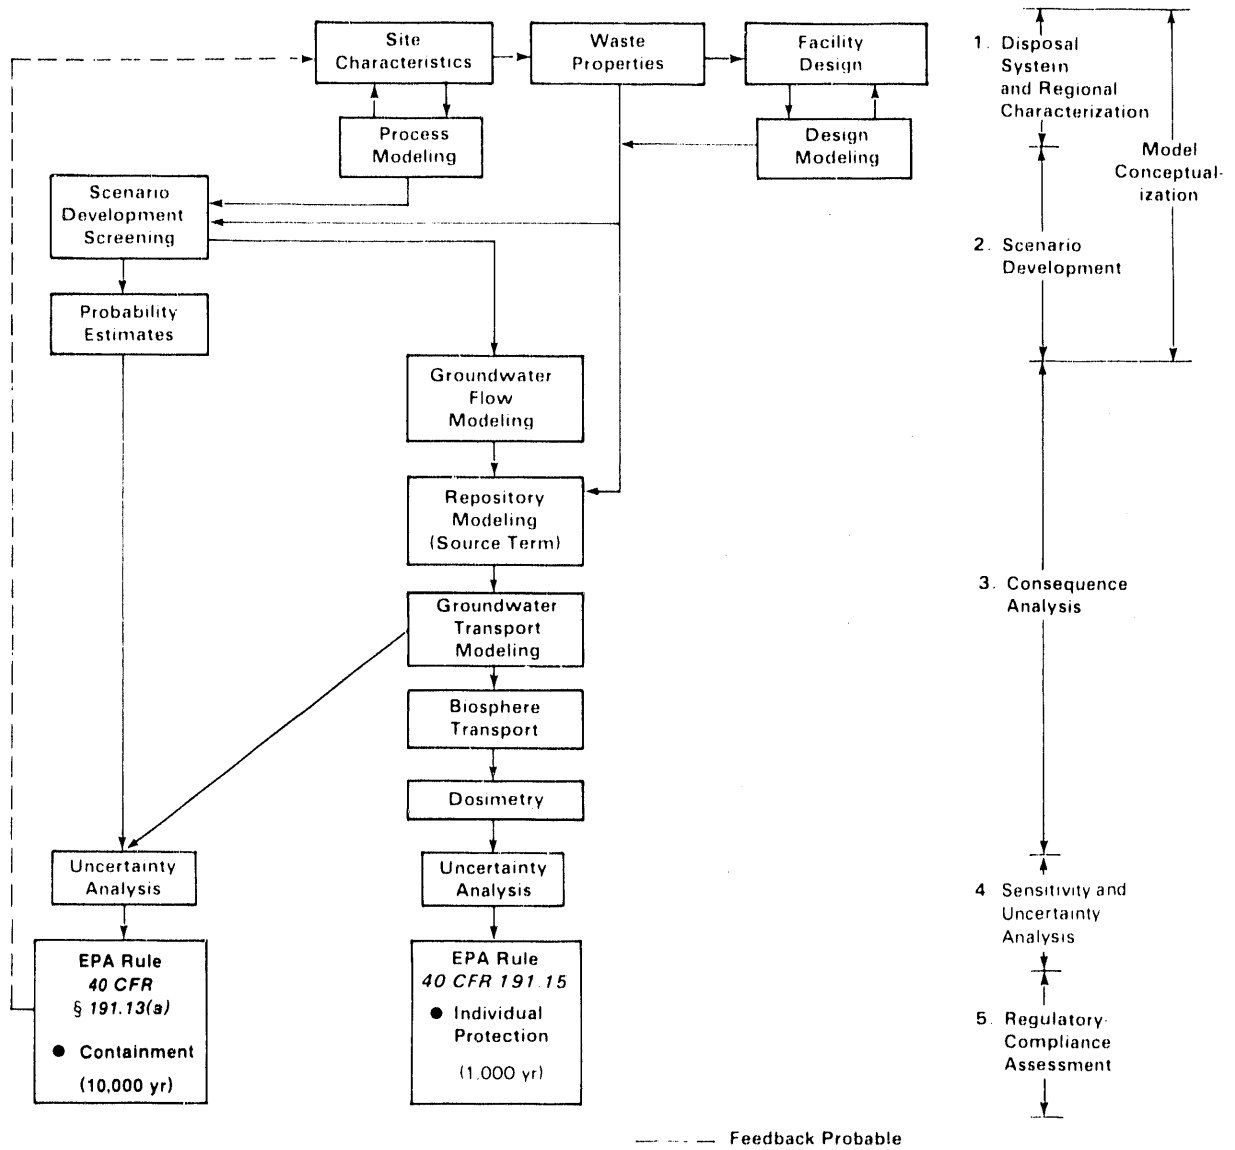 Site
Characteristics
Waste
Properties
Facility
Design
Process
Modeling
Design
Modeling
Scenario
Development
Screening
Probability
Estimates
Groundwater
Flow
Modeling
Repository
Modeling
(Source Term)
Groundwater
Transport
Modeling
Biosphere
Transport
Dosimetry
Uncertainty
Analysis
Uncertainty
Analysis
EPA Rule
40 CFR
§ 191.13(a)
● Containment
(10,000 yr)
EPA Rule
40 CFR 191.15
● Individual
Protection
(1,000 yr)
1. Disposal
System
and Regional
Characterization
Model
Conceptual-
ization
2. Scenario
Development
3. Consequence
Analysis
4 Sensitivity and
Uncertainty
Analysis
5. Regulatory-
Compliance
Assessment
Feedback Probable